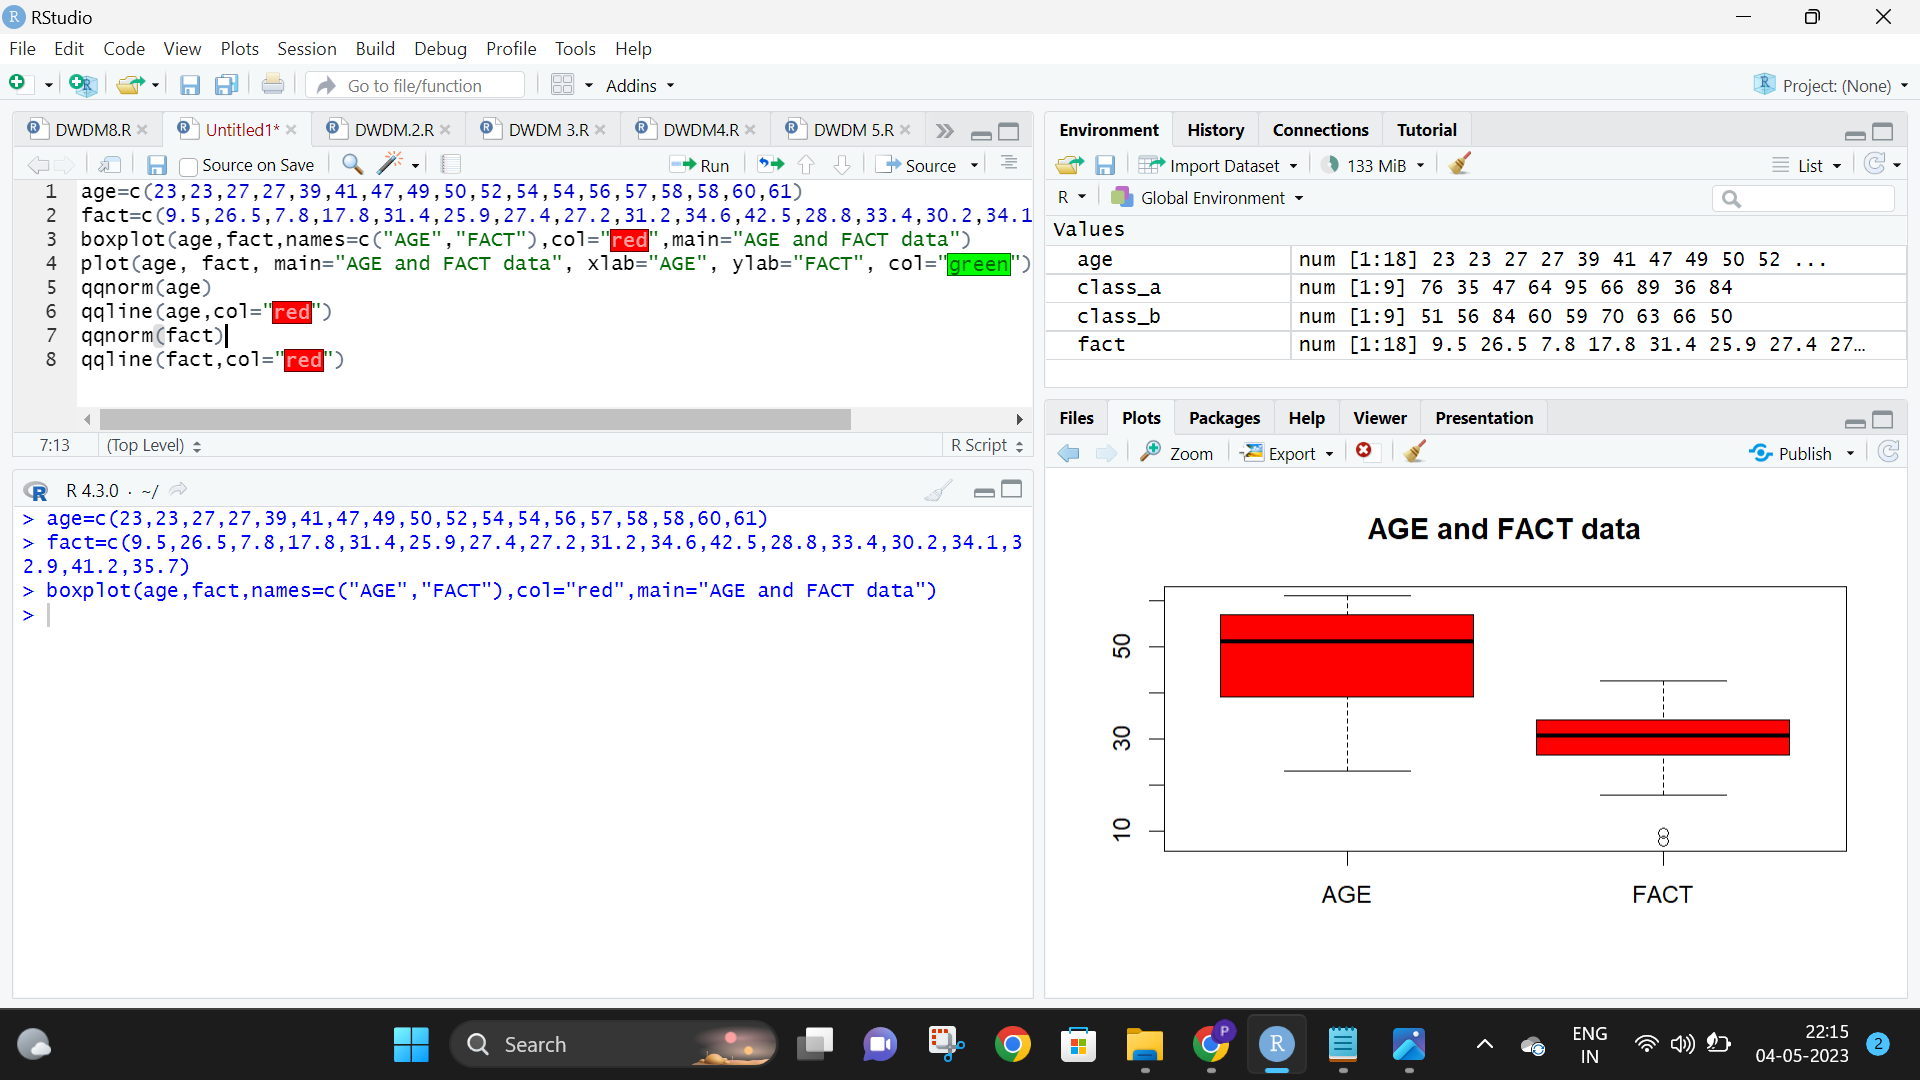 RStudio
File Edit Code View Plots Session Build Debug Profile Tools Help
Go to file/function Addins Project: (None)
DWDM8.R Untitled1* DWDM.2.R DWDM 3.R DWDM4.R DWDM 5.R
Source on Save Run Source
1 age=c(23,23,27,27,39,41,47,49,50,52,54,54,56,57,58,58,60,61)
2 fact=c(9.5,26.5,7.8,17.8,31.4,25.9,27.4,27.2,31.2,34.6,42.5,28.8,33.4,30.2,34.1
3 boxplot(age,fact,names=c("AGE","FACT"),col="red",main="AGE and FACT data")
4 plot(age, fact, main="AGE and FACT data", xlab="AGE", ylab="FACT", col="green")
5 qqnorm(age)
6 qqline(age,col="red")
7 qqnorm(fact)
8 qqline(fact,col="red")
7:13 (Top Level) R Script
R 4.3.0 · ~/
> age=c(23,23,27,27,39,41,47,49,50,52,54,54,56,57,58,58,60,61)
> fact=c(9.5,26.5,7.8,17.8,31.4,25.9,27.4,27.2,31.2,34.6,42.5,28.8,33.4,30.2,34.1,3
2.9,41.2,35.7)
> boxplot(age,fact,names=c("AGE","FACT"),col="red",main="AGE and FACT data")
>
Environment History Connections Tutorial
Import Dataset 133 MiB List
R Global Environment
Values
age num [1:18] 23 23 27 27 39 41 47 49 50 52 ...
class_a num [1:9] 76 35 47 64 95 66 89 36 84
class_b num [1:9] 51 56 84 60 59 70 63 66 50
fact num [1:18] 9.5 26.5 7.8 17.8 31.4 25.9 27.4 27…
Files Plots Packages Help Viewer Presentation
Zoom Export Publish
AGE and FACT data
50
30
10
AGE FACT
Search
P
R
ENG
IN
22:15
04-05-2023
2